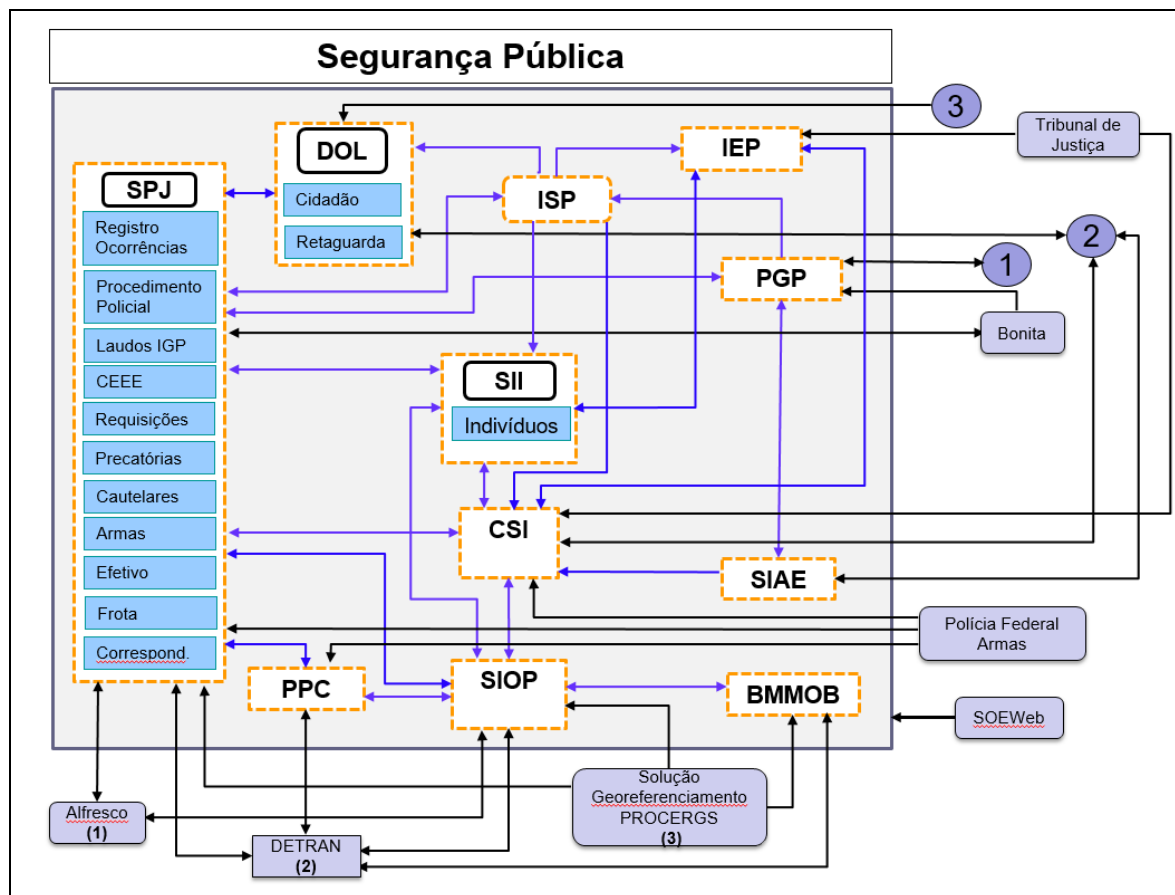 Segurança Pública
3
Tribunal de
Justiça
DOL
Cidadão
Retaguarda
IEP
SPJ
Registro
Ocorrências
Procedimento
Policial
Laudos IGP
CEEE
Requisições
Precatórias
Cautelares
Armas
Efetivo
Frota
Correspond.
ISP
2
1
PGP
Bonita
SII
Indivíduos
CSI
SIAE
Polícia Federal
Armas
PPC
SIOP
BMMOB
SOEWeb
Alfresco
(1)
DETRAN
(2)
Solução
Georeferenciamento
PROCERGS
(3)